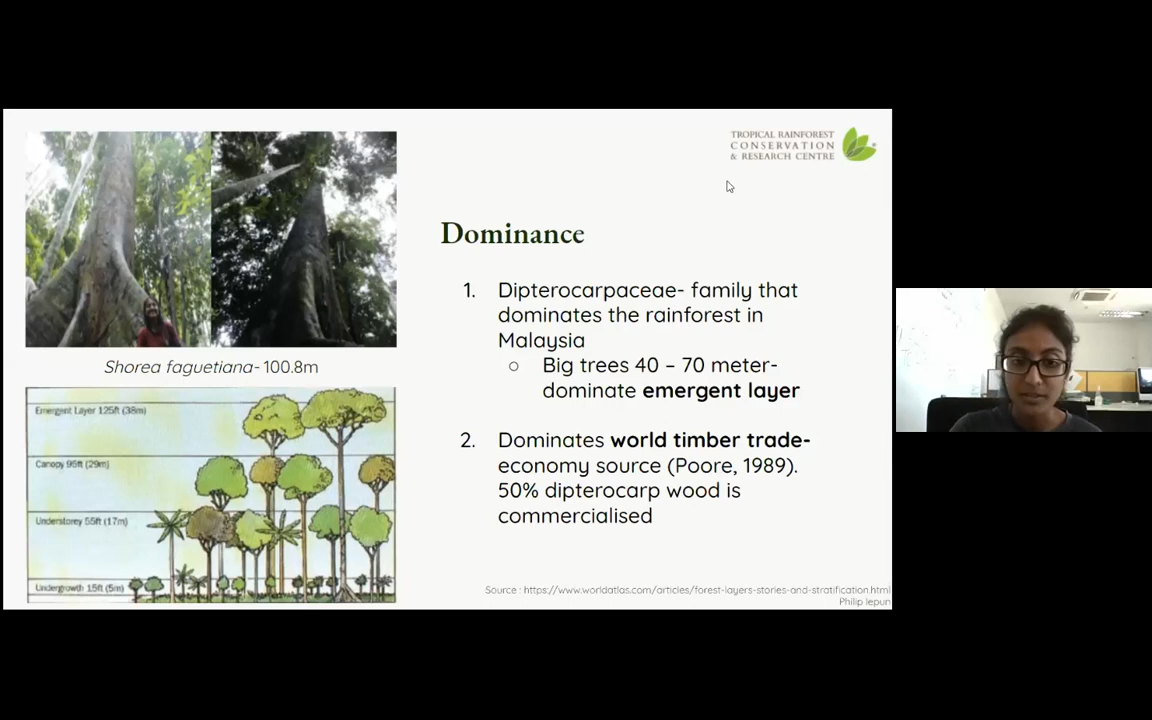 TROPICAL RAINFOREST
CONSERVATION
& RESEARCH CENTRE
Dominance
1. Dipterocarpaceae- family that
dominates the rainforest in
Malaysia
○ Big trees 40 – 70 meter-
dominate emergent layer
2. Dominates world timber trade-
economy source (Poore, 1989).
50% dipterocarp wood is
commercialised
Shorea faguetiana- 100.8m
Emergent Layer 125ft (38m)
Canopy 95ft (29m)
Understorey 55ft (17m)
Undergrowth 15ft (5m)
Source : https://www.worldatlas.com/articles/forest-layers-stories-and-stratification.html
Philip Iepun